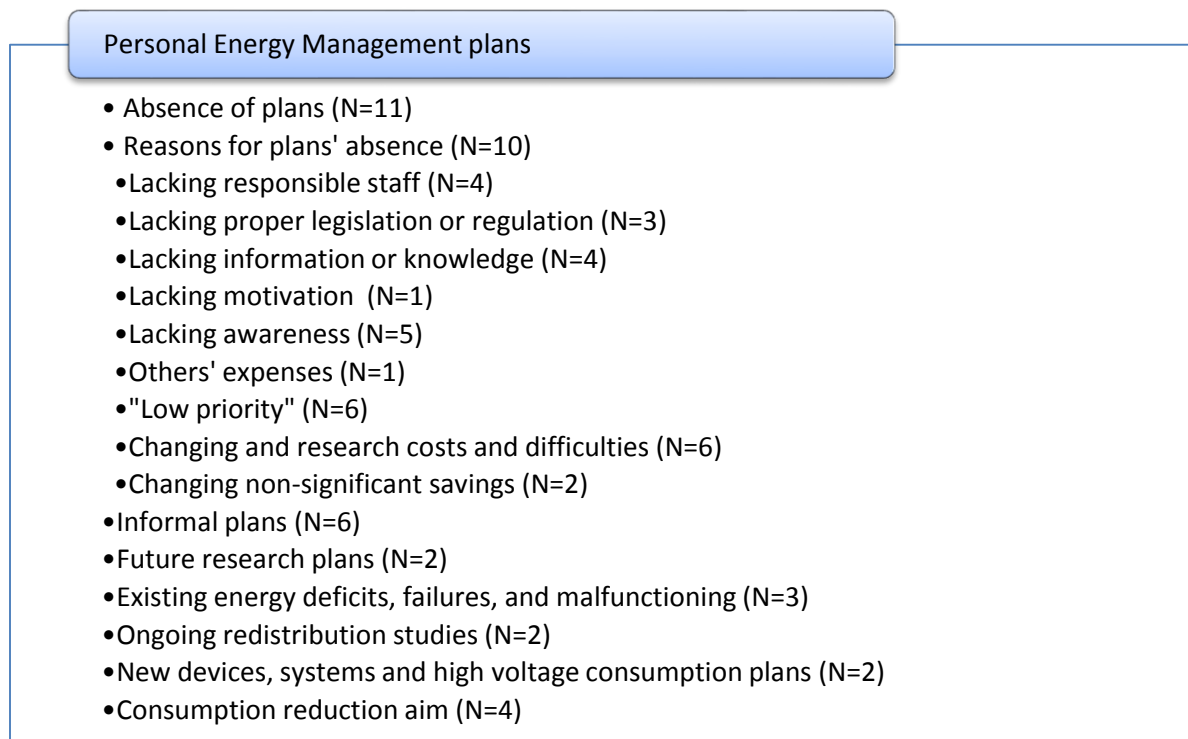 Personal Energy Management plans
• Absence of plans (N=11)
• Reasons for plans' absence (N=10)
•Lacking responsible staff (N=4)
•Lacking proper legislation or regulation (N=3)
•Lacking information or knowledge (N=4)
•Lacking motivation  (N=1)
•Lacking awareness (N=5)
•Others' expenses (N=1)
•"Low priority" (N=6)
•Changing and research costs and difficulties (N=6)
•Changing non-significant savings (N=2)
•Informal plans (N=6)
•Future research plans (N=2)
•Existing energy deficits, failures, and malfunctioning (N=3)
•Ongoing redistribution studies (N=2)
•New devices, systems and high voltage consumption plans (N=2)
•Consumption reduction aim (N=4)